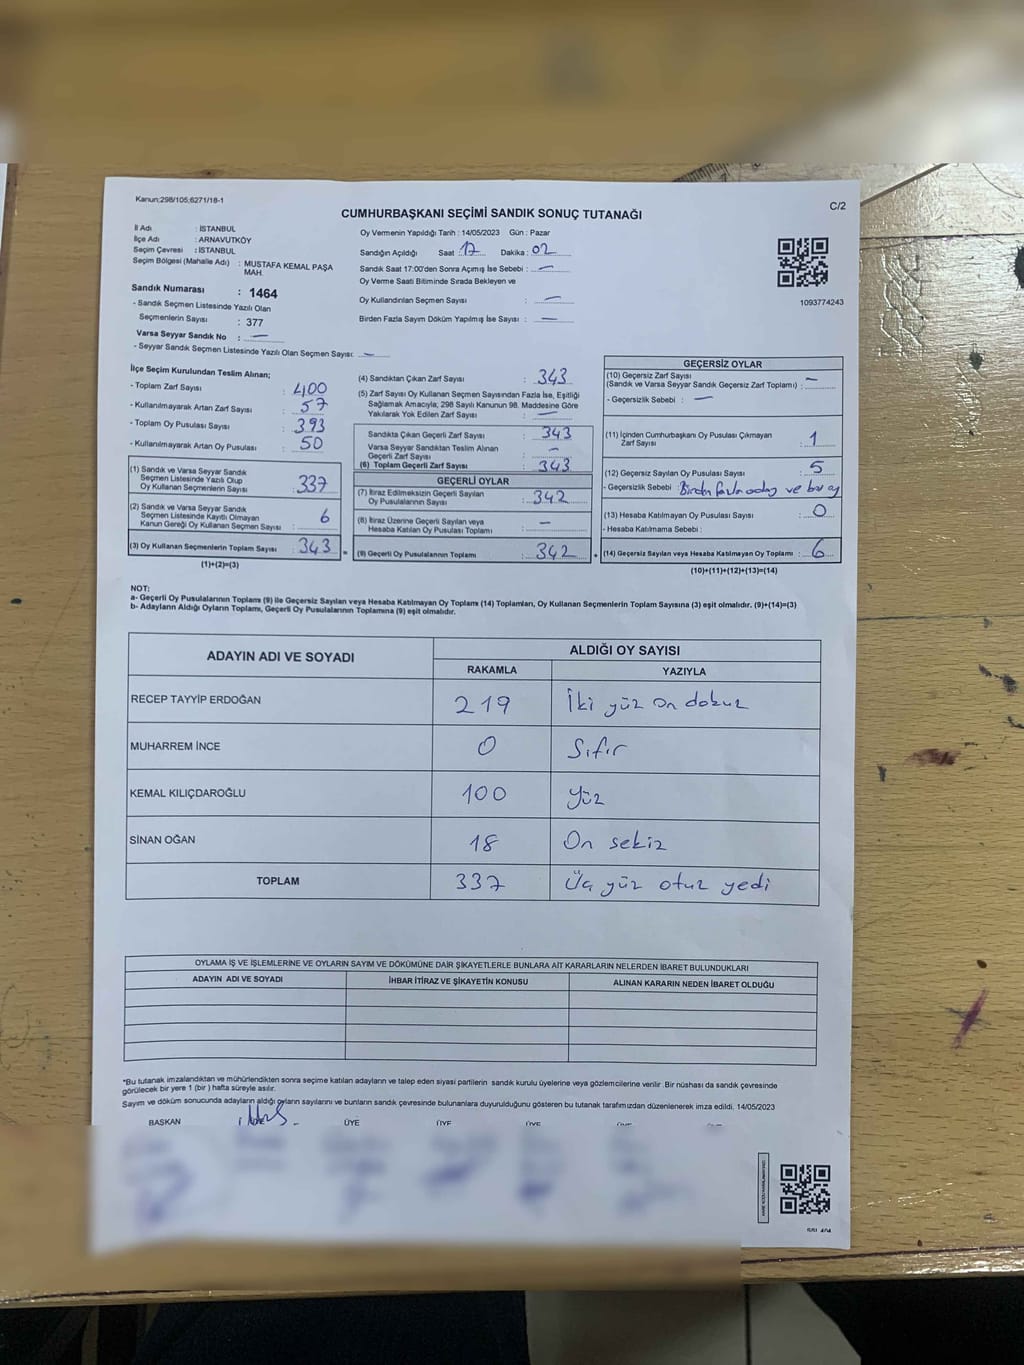 Kanun;298/105;6271/18-1
C/2
CUMHURBAŞKANI SEÇİMİ SANDIK SONUÇ TUTANAĞI
İl Adı : İSTANBUL
İlçe Adı : ARNAVUTKÖY
Seçim Çevresi : İSTANBUL
Seçim Bölgesi (Mahalle Adı) : MUSTAFA KEMAL PAŞA
MAH.
Sandık Numarası : 1464
- Sandık Seçmen Listesinde Yazılı Olan
Seçmenlerin Sayısı : 377
Varsa Seyyar Sandık No : —
- Seyyar Sandık Seçmen Listesinde Yazılı Olan Seçmen Sayısı: —
Oy Vermenin Yapıldığı Tarih : 14/05/2023 Gün : Pazar
Sandığın Açıldığı Saat : 17 Dakika : 02
Sandık Saat 17:00'den Sonra Açımış İse Sebebi : —
Oy Verme Saati Bitiminde Sırada Bekleyen ve
Oy Kullandırılan Seçmen Sayısı : —
Birden Fazla Sayım Döküm Yapılmış İse Sayısı : —
1093774243
İlçe Seçim Kurulundan Teslim Alınan;
- Toplam Zarf Sayısı : 400
- Kullanılmayarak Artan Zarf Sayısı : 57
- Toplam Oy Pusulası Sayısı : 393
- Kullanılmayarak Artan Oy Pusulası : 50
(1) Sandık ve Varsa Seyyar Sandık
Seçmen Listesinde Yazılı Olup
Oy Kullanan Seçmenlerin Sayısı : 337
(2) Sandık ve Varsa Seyyar Sandık
Seçmen Listesinde Kayıtlı Olmayan
Kanun Gereği Oy Kullanan Seçmen Sayısı : 6
(3) Oy Kullanan Seçmenlerin Toplam Sayısı : 343 =
(1)+(2)=(3)
(4) Sandıktan Çıkan Zarf Sayısı : 343
(5) Zarf Sayısı Oy Kullanan Seçmen Sayısından Fazla İse, Eşitliği
Sağlamak Amacıyla; 298 Sayılı Kanunun 98. Maddesine Göre
Yakılarak Yok Edilen Zarf Sayısı : —
Sandıkta Çıkan Geçerli Zarf Sayısı : 343
Varsa Seyyar Sandıktan Teslim Alınan
Geçerli Zarf Sayısı : —
(6) Toplam Geçerli Zarf Sayısı : 343
GEÇERLİ OYLAR
(7) İtiraz Edilmeksizin Geçerli Sayılan
Oy Pusulalarının Sayısı : 342
(8) İtiraz Üzerine Geçerli Sayılan veya
Hesaba Katılan Oy Pusulası Toplamı : —
(9) Geçerli Oy Pusulalarının Toplamı : 342 +
GEÇERSİZ OYLAR
(10) Geçersiz Zarf Sayısı
(Sandık ve Varsa Seyyar Sandık Geçersiz Zarf Toplamı) : —
- Geçersizlik Sebebi : —
(11) İçinden Cumhurbaşkanı Oy Pusulası Çıkmayan
Zarf Sayısı : 1
(12) Geçersiz Sayılan Oy Pusulası Sayısı : 5
- Geçersizlik Sebebi : Birden fazla aday ve boş oy
(13) Hesaba Katılmayan Oy Pusulası Sayısı : 0
- Hesaba Katılmama Sebebi :
(14) Geçersiz Sayılan veya Hesaba Katılmayan Oy Toplamı : 6
(10)+(11)+(12)+(13)=(14)
NOT:
a- Geçerli Oy Pusulalarının Toplamı (9) ile Geçersiz Sayılan veya Hesaba Katılmayan Oy Toplamı (14) Toplamları, Oy Kullanan Seçmenlerin Toplam Sayısına (3) eşit olmalıdır. (9)+(14)=(3)
b- Adayların Aldığı Oyların Toplamı, Geçerli Oy Pusulalarının Toplamına (9) eşit olmalıdır.
ADAYIN ADI VE SOYADI ALDIĞI OY SAYISI
RAKAMLA YAZIYLA
RECEP TAYYİP ERDOĞAN 219 İki yüz on dokuz
MUHARREM İNCE 0 Sıfır
KEMAL KILIÇDAROĞLU 100 Yüz
SİNAN OĞAN 18 On sekiz
TOPLAM 337 Üç yüz otuz yedi
OYLAMA İŞ VE İŞLEMLERİNE VE OYLARIN SAYIM VE DÖKÜMÜNE DAİR ŞİKAYETLERLE BUNLARA AİT KARARLARIN NELERDEN İBARET BULUNDUKLARI
ADAYIN ADI VE SOYADI İHBAR İTİRAZ VE ŞİKAYETİN KONUSU ALINAN KARARIN NEDEN İBARET OLDUĞU
*Bu tutanak imzalandıktan ve mühürlendikten sonra seçime katılan adayların ve talep eden siyasi partilerin sandık kurulu üyelerine veya gözlemcilerine verilir. Bir nüshası da sandık çevresinde
görülecek bir yere 1 (bir ) hafta süreyle asılır.
Sayım ve döküm sonucunda adayların aldığı oyların sayılarını ve bunların sandık çevresinde bulunanlara duyurulduğunu gösteren bu tutanak tarafımızdan düzenlenerek imza edildi. 14/05/2023
BAŞKAN ÜYE ÜYE ÜYE